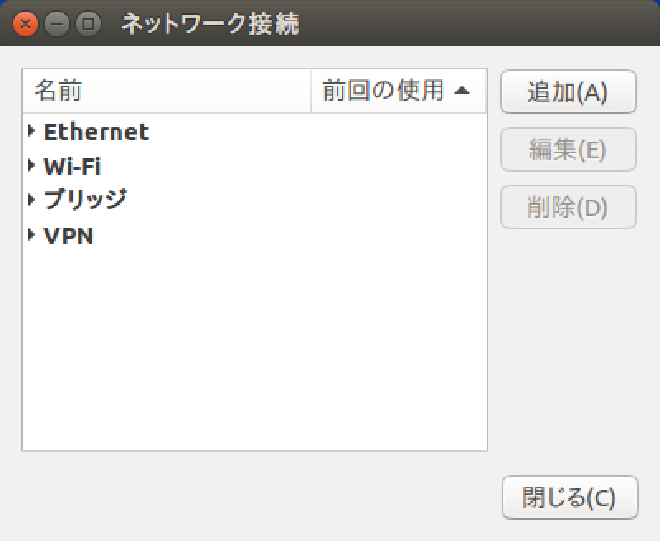 ネットワーク接続
名前 前回の使用
Ethernet
Wi-Fi
ブリッジ
VPN
追加(A)
編集(E)
削除(D)
閉じる(C)